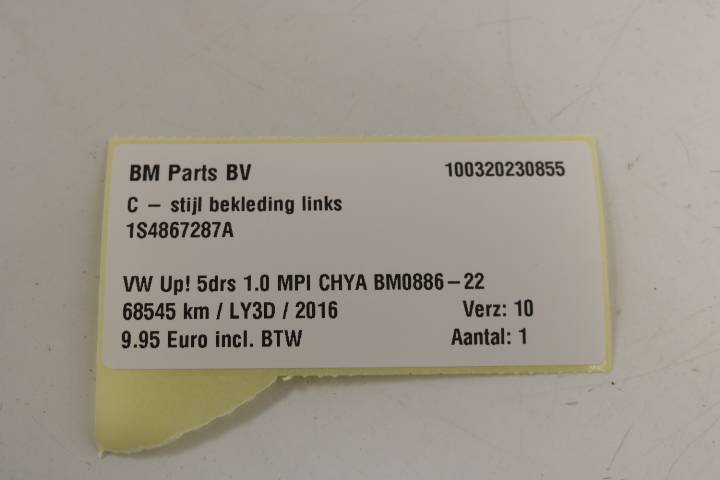 BM Parts BV 100320230855
C – stijl bekleding links
1S4867287A
VW Up! 5drs 1.0 MPI CHYA BM0886–22
68545 km / LY3D / 2016 Verz: 10
9.95 Euro incl. BTW Aantal: 1